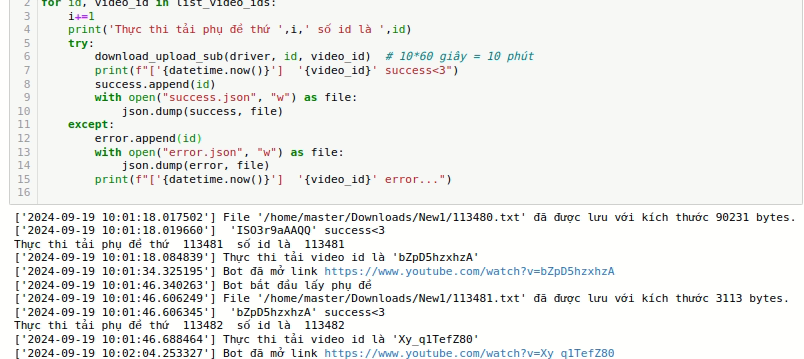 2 for id, video_id in list_video_ids:
3 i+=1
4 print('Thực thi tải phụ đề thứ ',i,' số id là ',id)
5 try:
6 download_upload_sub(driver, id, video_id) # 10*60 giây = 10 phút
7 print(f"['{datetime.now()}'] '{video_id}' success<3")
8 success.append(id)
9 with open("success.json", "w") as file:
10 json.dump(success, file)
11 except:
12 error.append(id)
13 with open("error.json", "w") as file:
14 json.dump(error, file)
15 print(f"['{datetime.now()}'] '{video_id}' error...")
16
['2024-09-19 10:01:18.017502'] File '/home/master/Downloads/New1/113480.txt' đã được lưu với kích thước 90231 bytes.
['2024-09-19 10:01:18.019660'] 'ISO3r9aAAQQ' success<3
Thực thi tải phụ đề thứ 113481 số id là 113481
['2024-09-19 10:01:18.084839'] Thực thi tải video id là 'bZpD5hzxhzA'
['2024-09-19 10:01:34.325195'] Bot đã mở link https://www.youtube.com/watch?v=bZpD5hzxhzA
['2024-09-19 10:01:46.340263'] Bot bắt đầu lấy phụ đề
['2024-09-19 10:01:46.606249'] File '/home/master/Downloads/New1/113481.txt' đã được lưu với kích thước 3113 bytes.
['2024-09-19 10:01:46.606345'] 'bZpD5hzxhzA' success<3
Thực thi tải phụ đề thứ 113482 số id là 113482
['2024-09-19 10:01:46.688464'] Thực thi tải video id là 'Xy_q1TefZ80'
['2024-09-19 10:02:04.253327'] Bot đã mở link https://www.youtube.com/watch?v=Xy_q1TefZ80